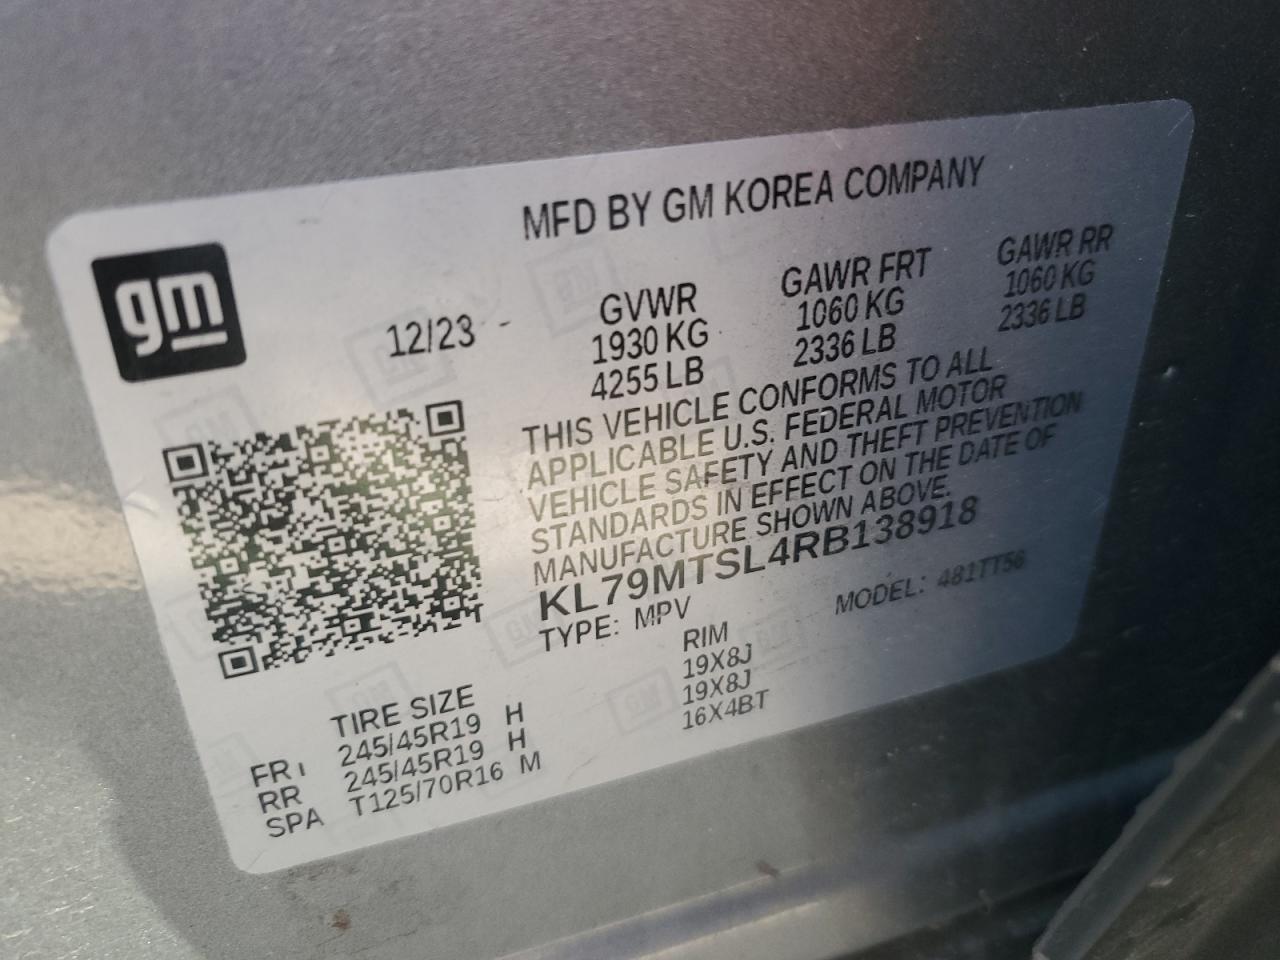 MFD BY GM KOREA COMPANY
gm
12/23
GVWR GAWR FRT GAWR RR
1930 KG 1060 KG 1060 KG
4255 LB 2336 LB 2336 LB
THIS VEHICLE CONFORMS TO ALL
APPLICABLE U.S. FEDERAL MOTOR
VEHICLE SAFETY AND THEFT PREVENTION
STANDARDS IN EFFECT ON THE DATE OF
MANUFACTURE SHOWN ABOVE.
KL79MTSL4RB138918
TYPE: MPV MODEL: 481TT56
TIRE SIZE RIM
FRT 245/45R19 H 19X8J
RR 245/45R19 H 19X8J
SPA T125/70R16 M 16X4BT